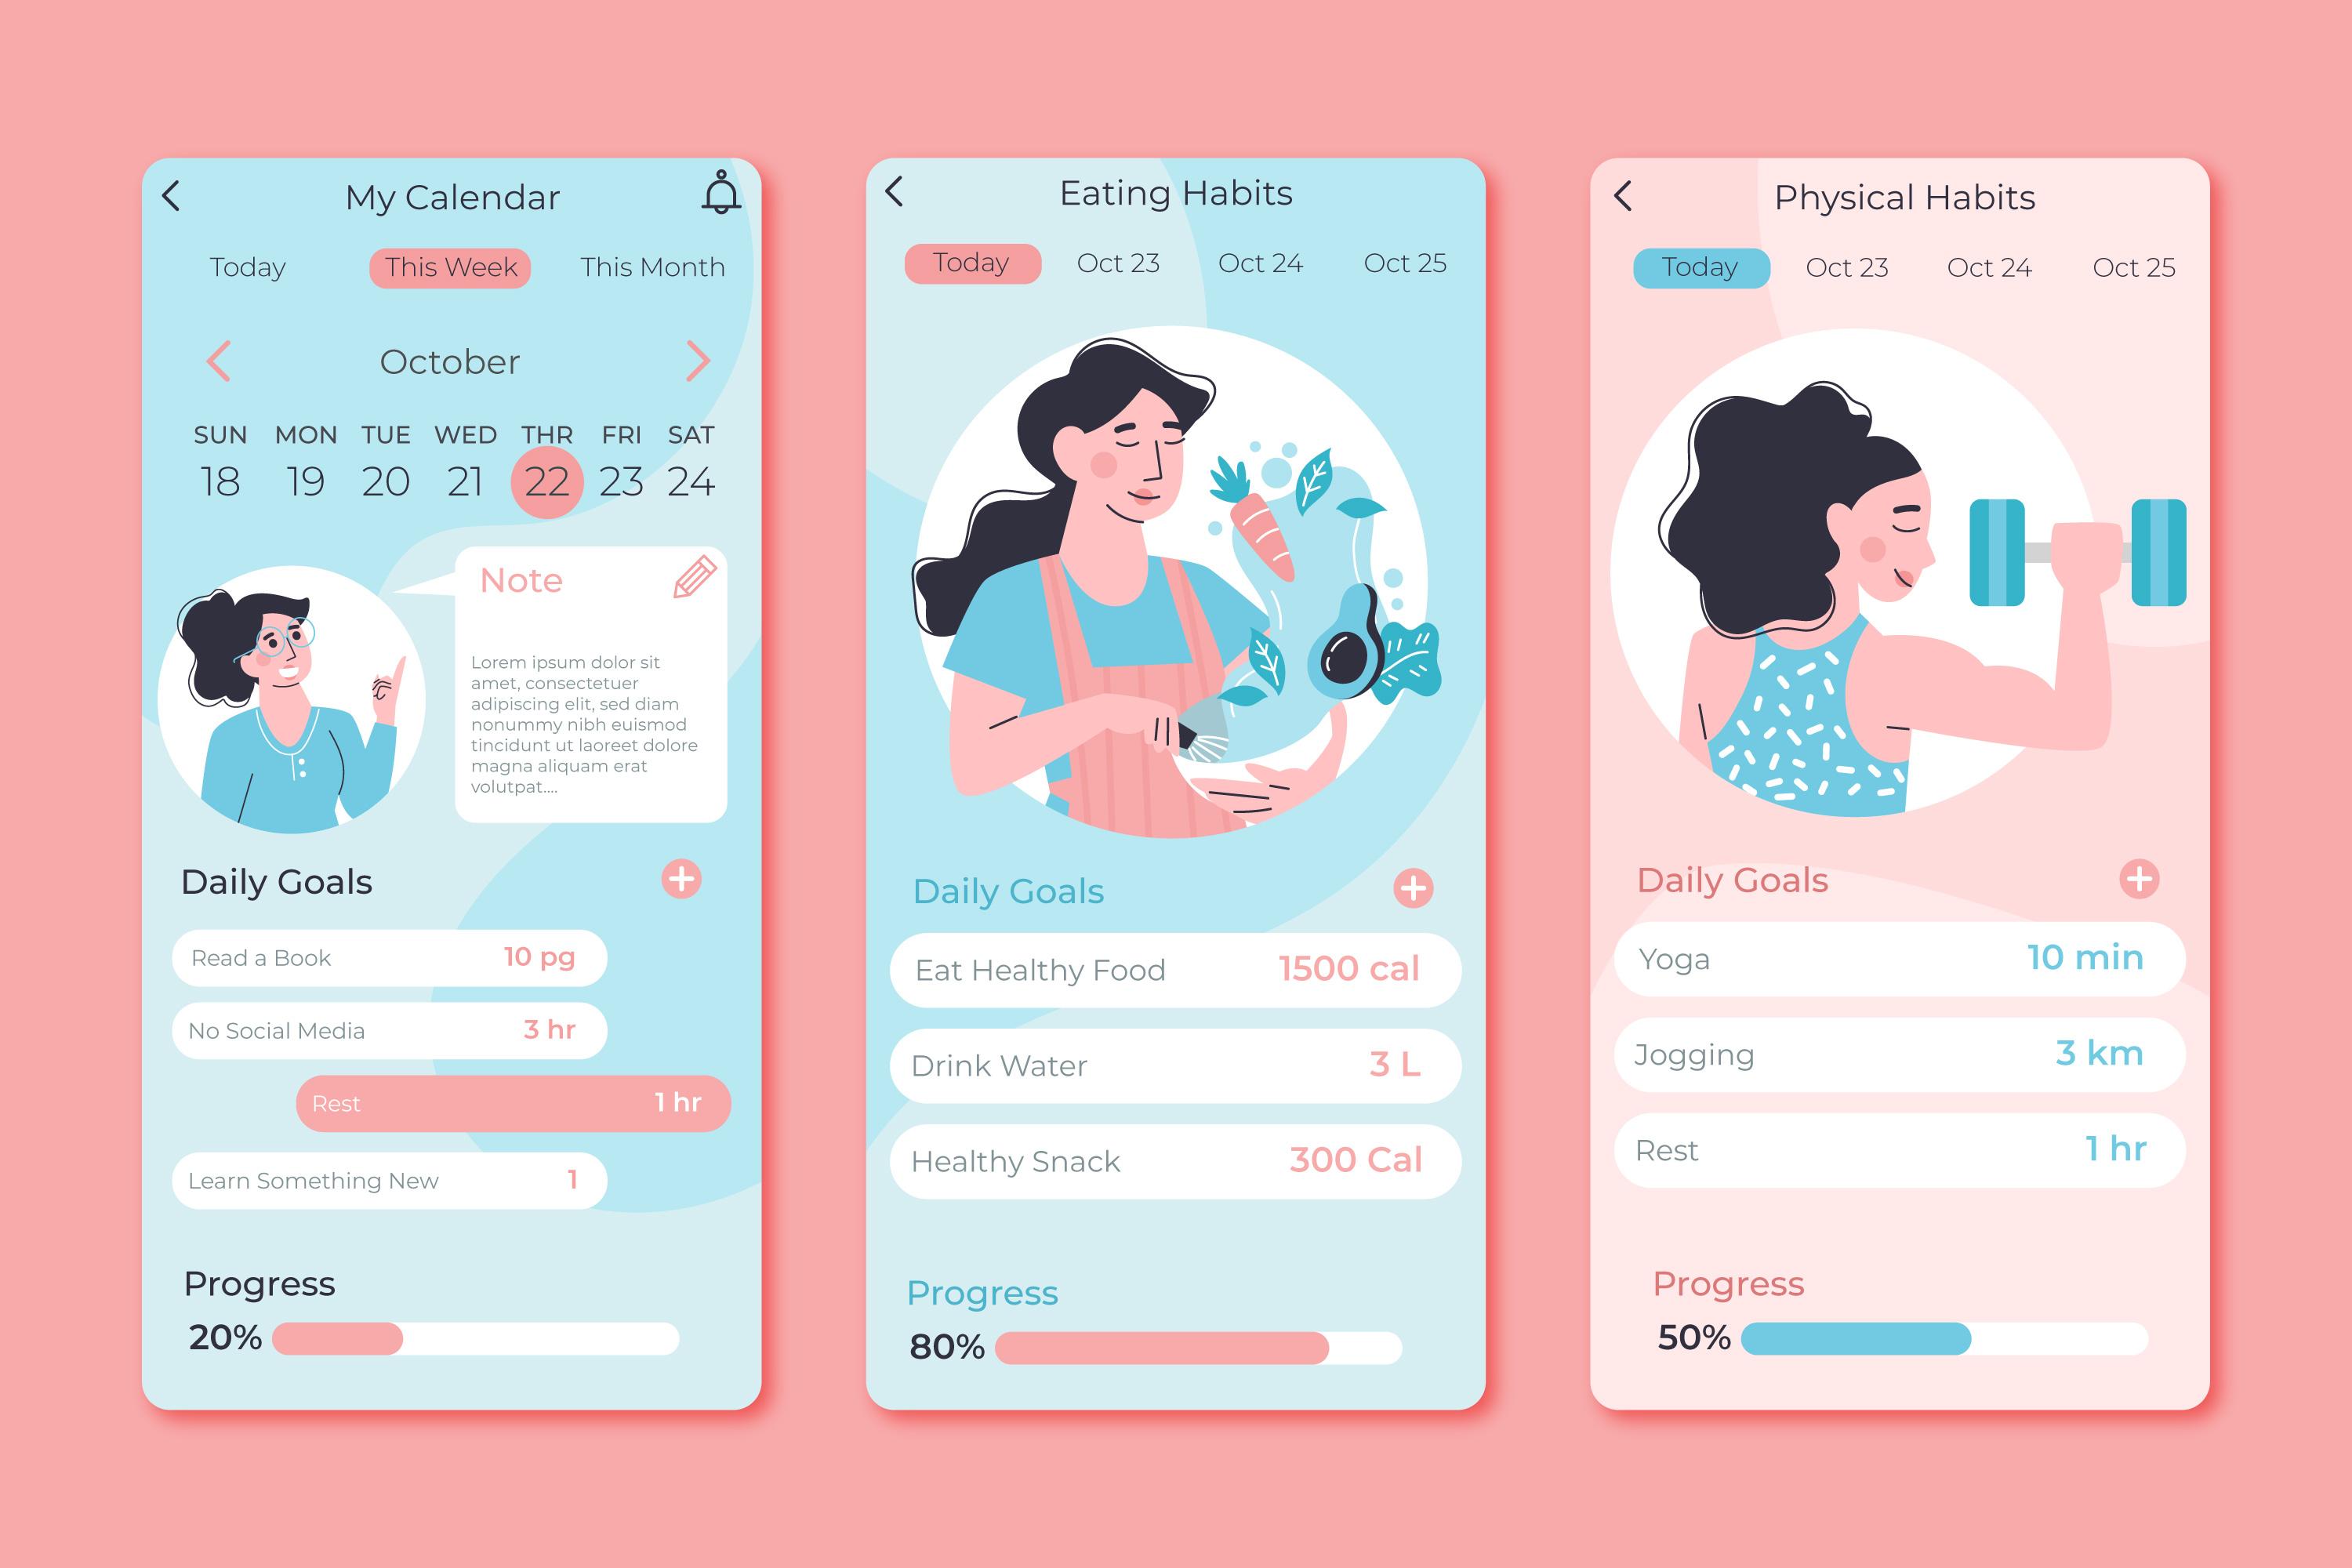 My Calendar
Today This Week This Month
October
SUN MON TUE WED THR FRI SAT
18 19 20 21 22 23 24
Note
Lorem ipsum dolor sit
amet, consectetuer
adipiscing elit, sed diam
nonummy nibh euismod
tincidunt ut laoreet dolore
magna aliquam erat
volutpat....
Daily Goals
Read a Book 10 pg
No Social Media 3 hr
Rest 1 hr
Learn Something New 1
Progress
20%
Eating Habits
Today Oct 23 Oct 24 Oct 25
Daily Goals
Eat Healthy Food 1500 cal
Drink Water 3 L
Healthy Snack 300 Cal
Progress
80%
Physical Habits
Today Oct 23 Oct 24 Oct 25
Daily Goals
Yoga 10 min
Jogging 3 km
Rest 1 hr
Progress
50%